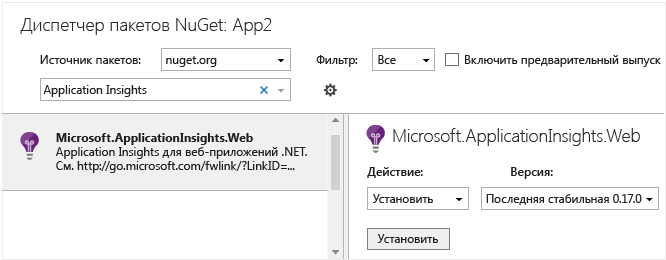 Диспетчер пакетов NuGet: App2
Источник пакетов: nuget.org Фильтр: Все Включить предварительный выпуск
Application Insights
Microsoft.ApplicationInsights.Web
Application Insights для веб-приложений .NET.
См. http://go.microsoft.com/fwlink/?LinkID=...
Microsoft.ApplicationInsights.Web
Действие: Версия:
Установить Последняя стабильная 0.17.0
Установить